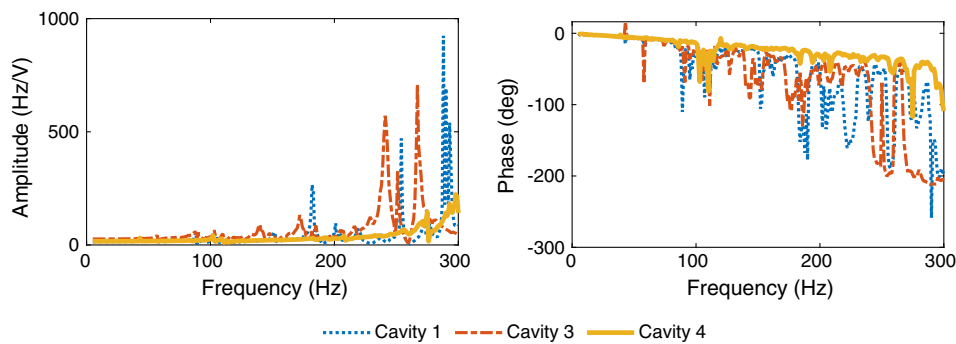 Amplitude (Hz/V)
1000
500
0
0
100
200
300
Frequency (Hz)
Phase (deg)
0
-100
-200
-300
0
100
200
300
Frequency (Hz)
Cavity 1
Cavity 3
Cavity 4